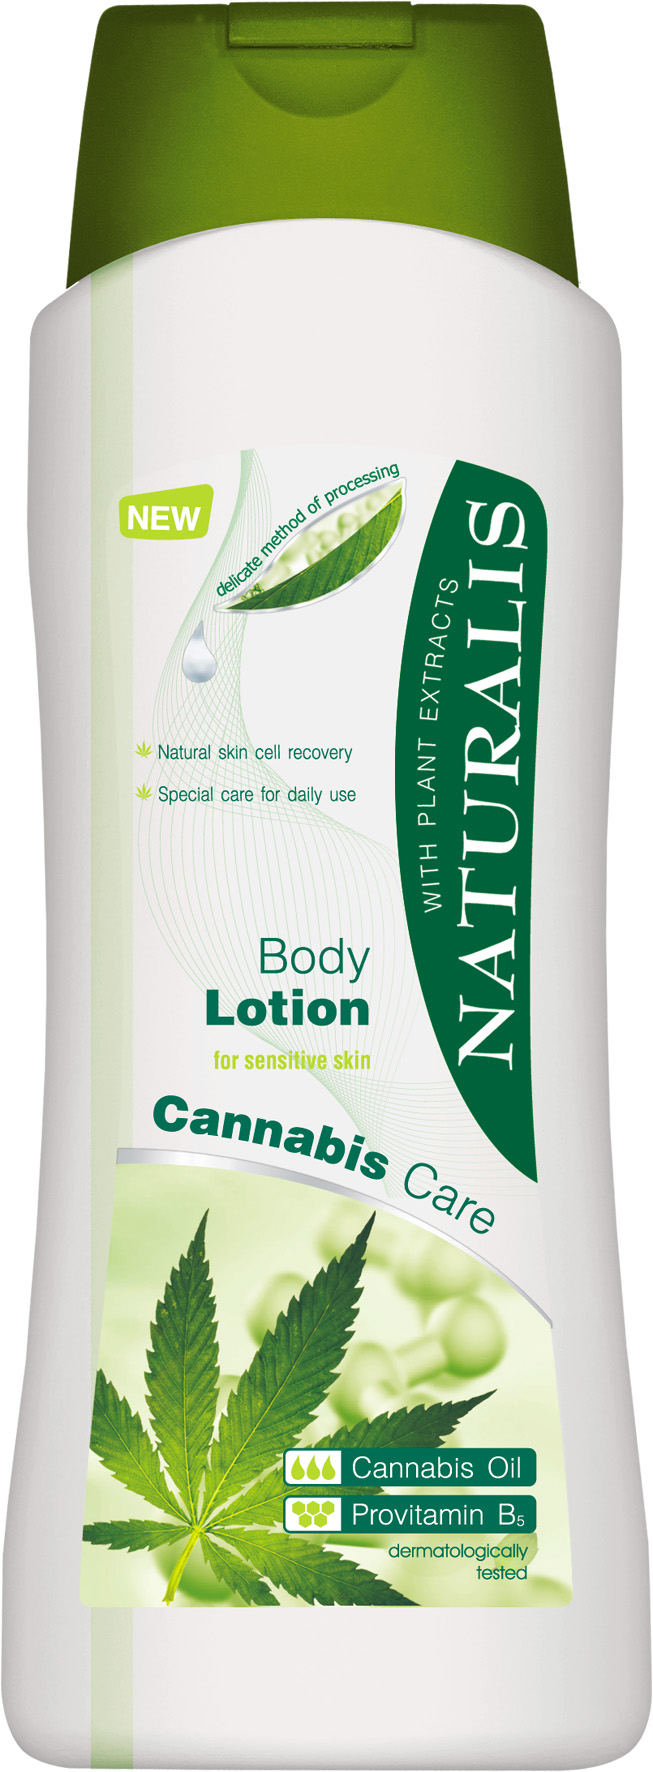 NEW
delicate method of processing
WITH PLANT EXTRACTS
NATURALIS
Natural skin cell recovery
Special care for daily use
Body
Lotion
for sensitive skin
Cannabis Care
Cannabis Oil
Provitamin B₅
dermatologically
tested